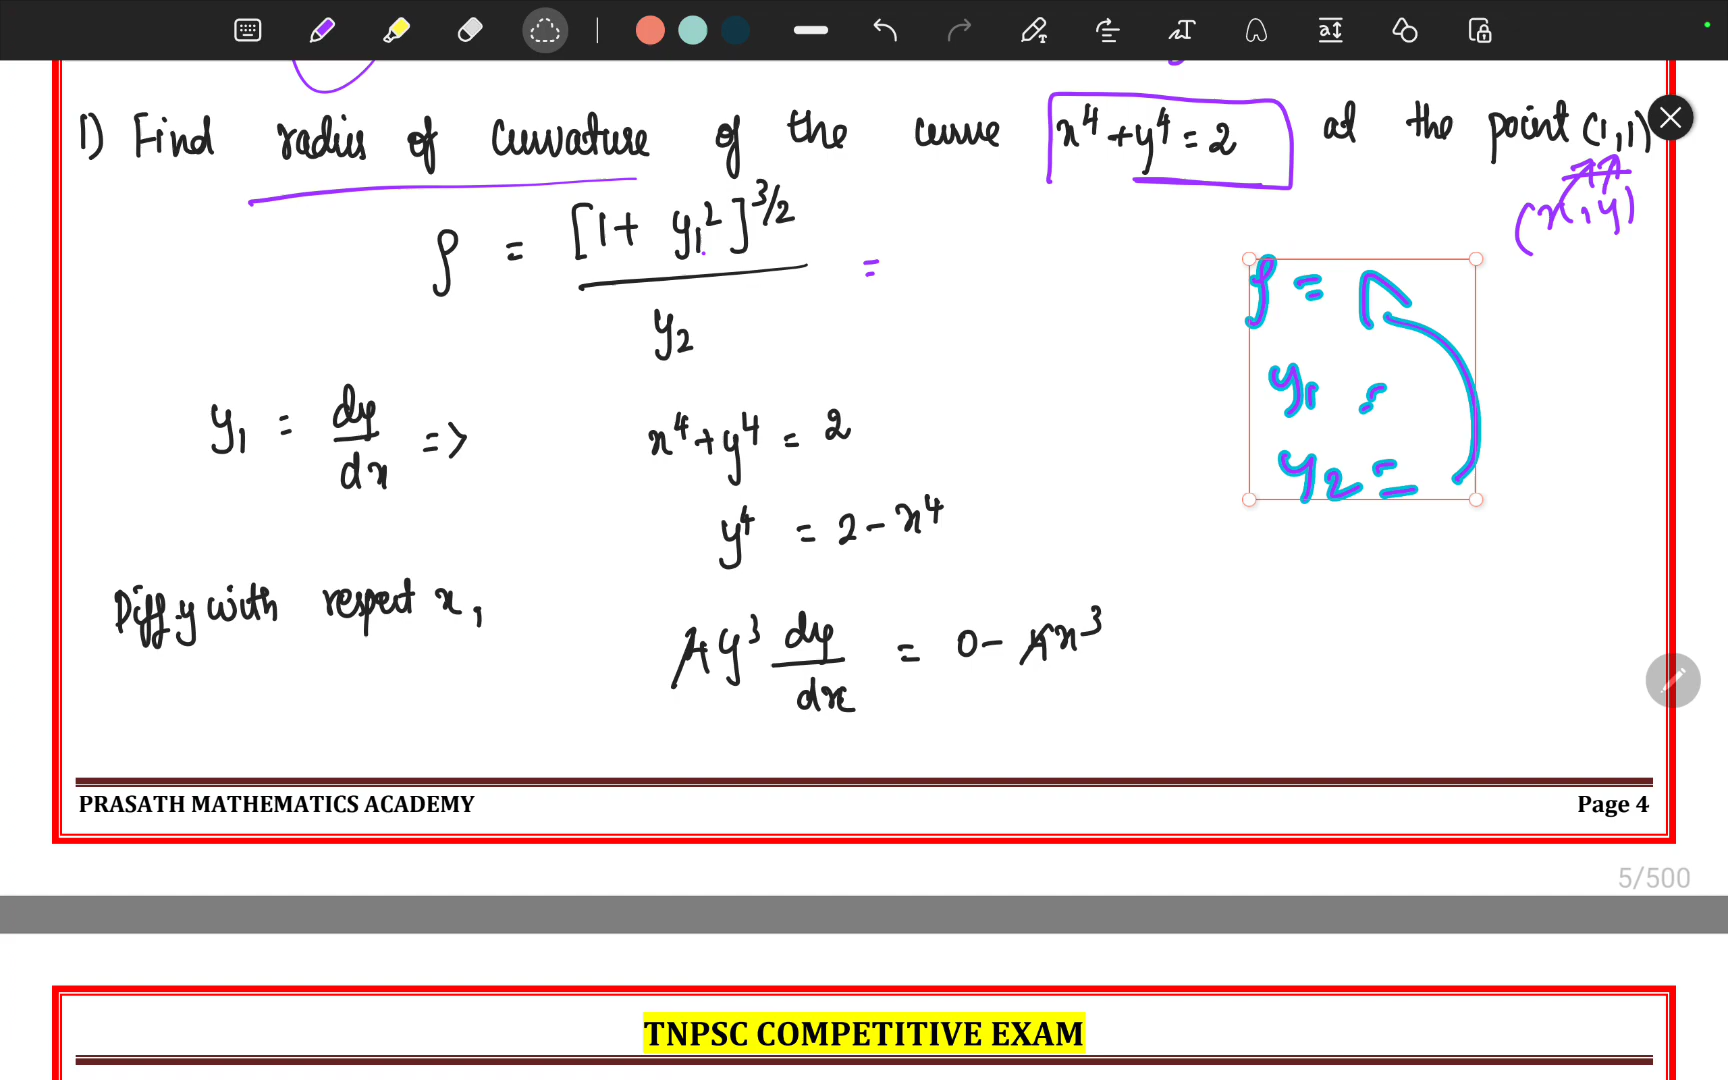 1) Find radius of curvature of the curve x⁴+y⁴=2 at the point (1,1)
(x,y)
ρ = [1+ y₁²]^3/2 / y₂ =
ρ =
y₁ =
y₂ =
y₁ = dy/dx => x⁴+y⁴ = 2
y⁴ = 2-x⁴
Diff.y with respect x,
4y³ dy/dx = 0-4x³
PRASATH MATHEMATICS ACADEMY Page 4
5/500
TNPSC COMPETITIVE EXAM